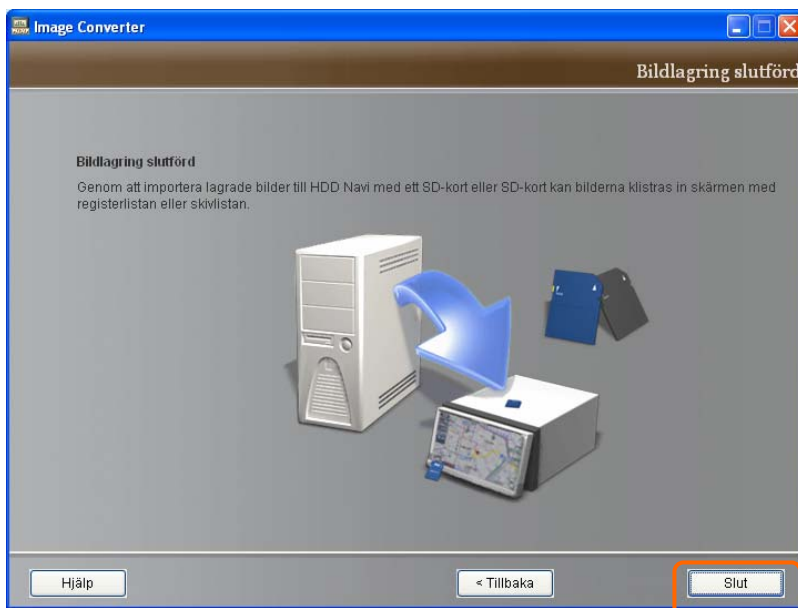 Image Converter
Bildlagring slutförd
Bildlagring slutförd
Genom att importera lagrade bilder till HDD Navi med ett SD-kort eller SD-kort kan bilderna klistras in skärmen med
registerlistan eller skivlistan.
Hjälp
< Tillbaka
Slut